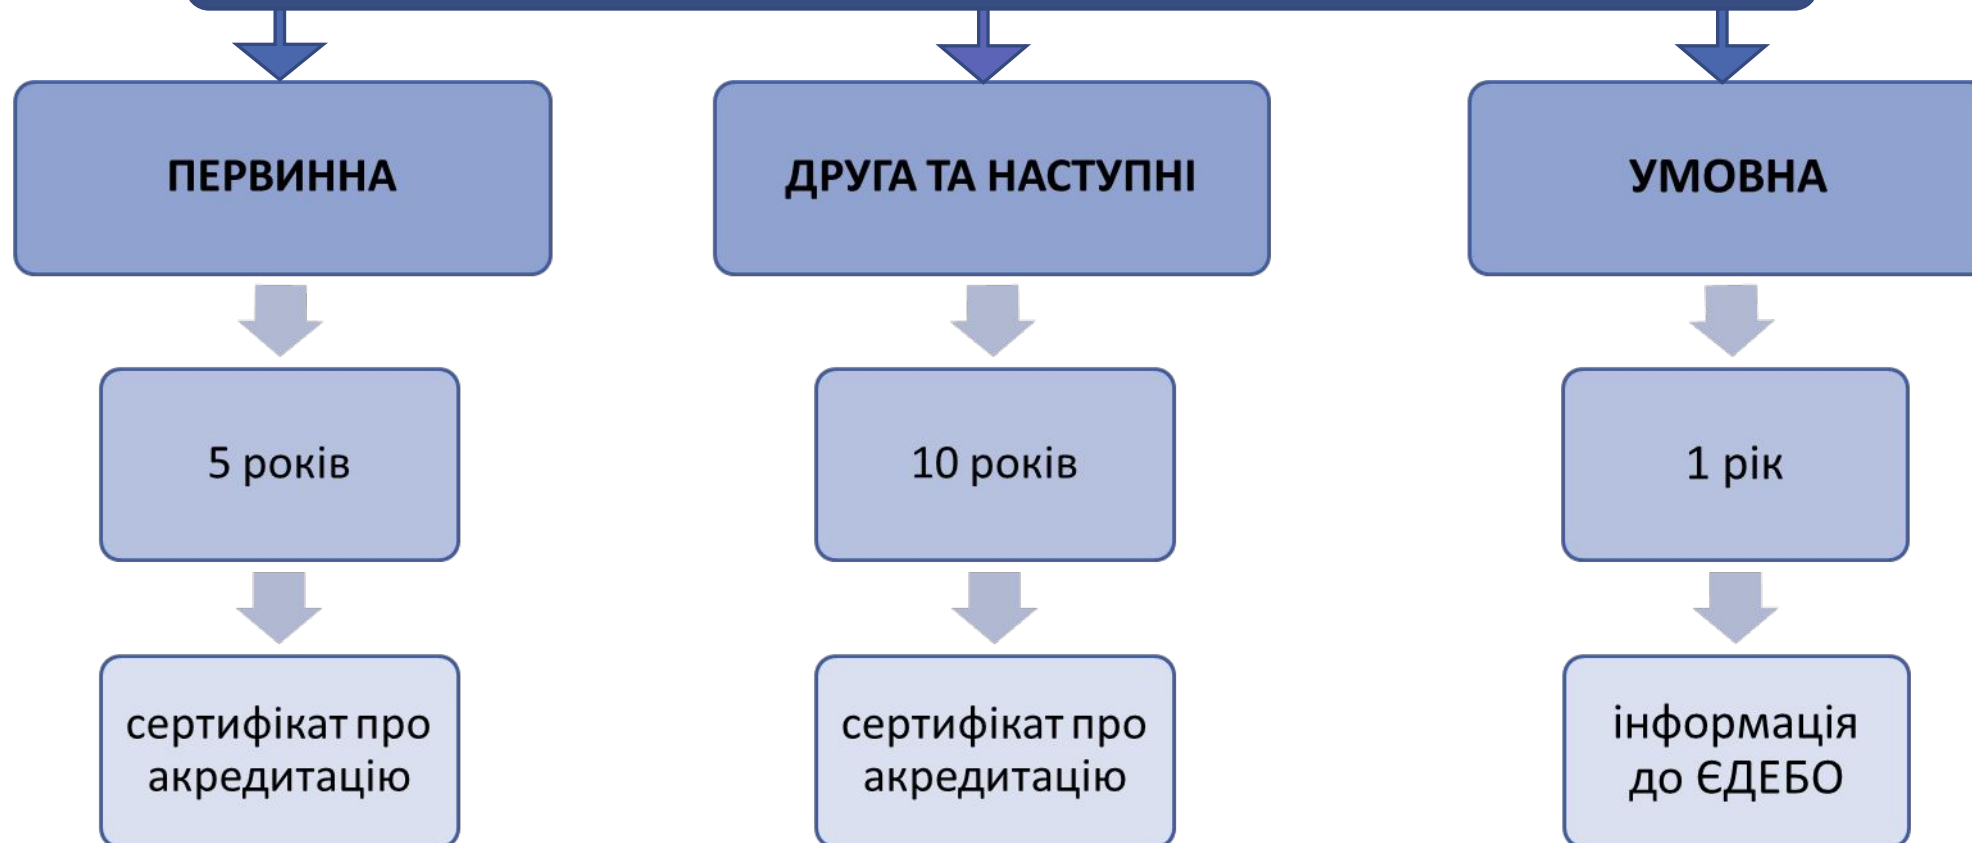 ПЕРВИННА
ДРУГА ТА НАСТУПНІ
УМОВНА
5 років
10 років
1 рік
сертифікат про
акредитацію
сертифікат про
акредитацію
інформація
до ЄДЕБО